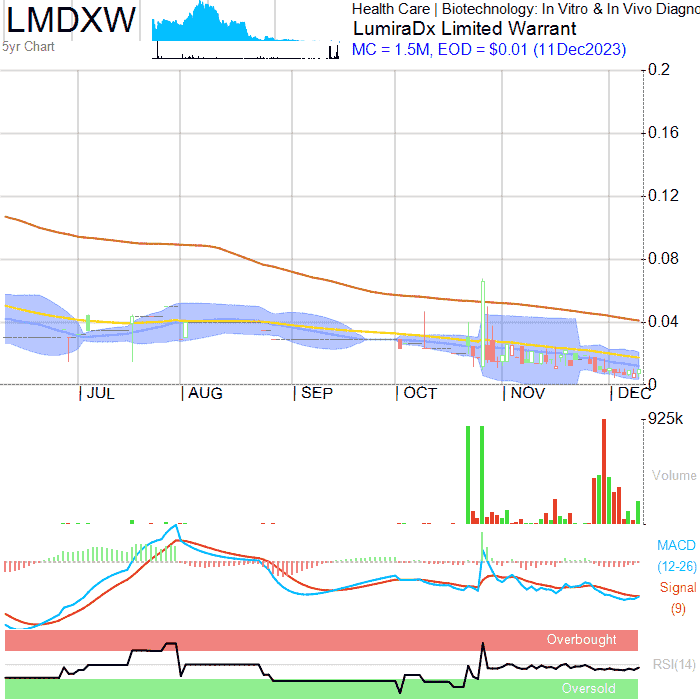 LMDXW
5yr Chart
Health Care | Biotechnology: In Vitro & In Vivo Diagno
LumiraDx Limited Warrant
MC = 1.5M, EOD = $0.01 (11Dec2023)
0.2
0.16
0.12
0.08
0.04
0
|JUL |AUG |SEP |OCT |NOV |DEC
925k
Volume
MACD
(12-26)
Signal
(9)
Overbought
RSI(14)
Oversold